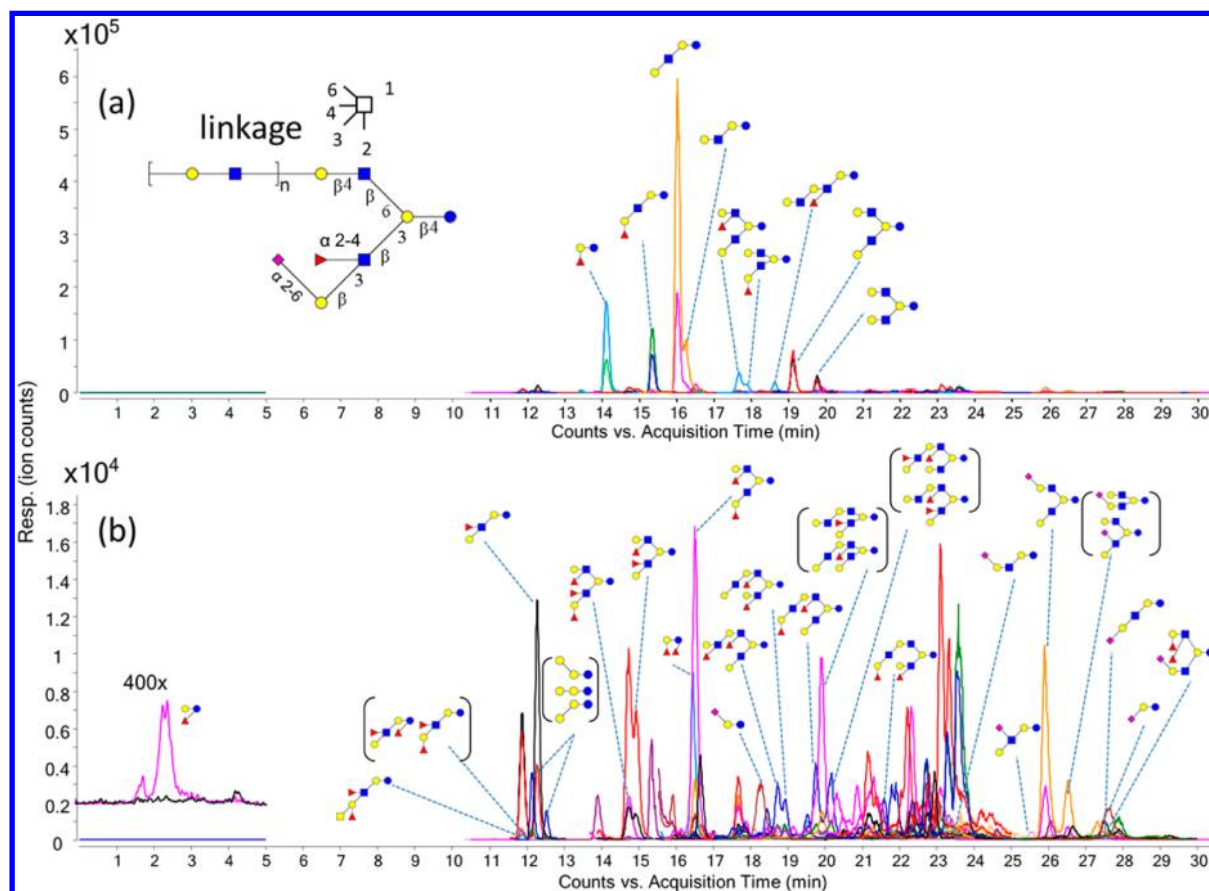 x10⁵
6
5
4
3
2
1
0
(a)
linkage
6
4
3
2
1
n
β4
β
6
3
β4
α 2-4
β
3
β
α 2-6
1 2 3 4 5 6 7 8 9 10 11 12 13 14 15 16 17 18 19 20 21 22 23 24 25 26 27 28 29 30
Counts vs. Acquisition Time (min)
Resp. (ion counts)
x10⁴
1.8
1.6
1.4
1.2
1
0.8
0.6
0.4
0.2
0
(b)
400x
1 2 3 4 5 6 7 8 9 10 11 12 13 14 15 16 17 18 19 20 21 22 23 24 25 26 27 28 29 30
Counts vs. Acquisition Time (min)